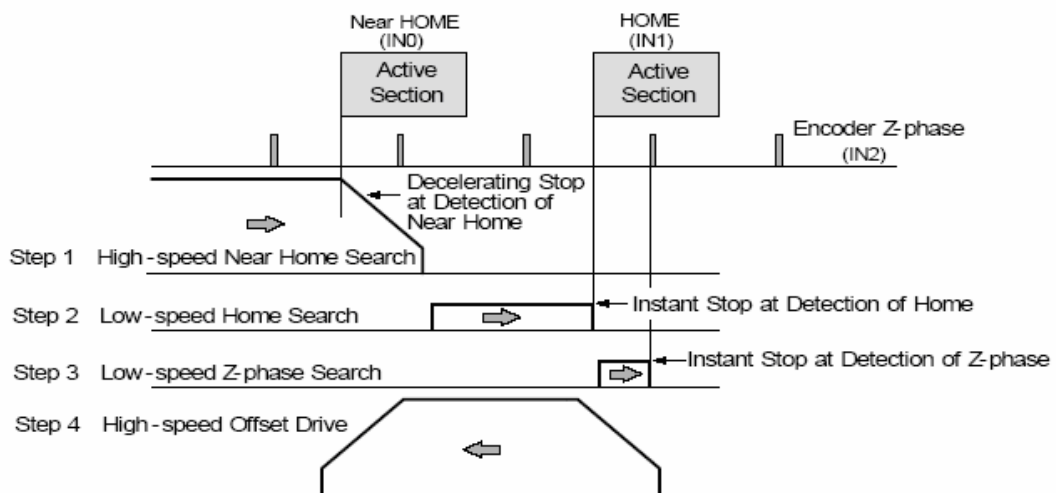 Near HOME
(IN0)
HOME
(IN1)
Active
Section
Active
Section
Encoder Z-phase
(IN2)
Decelerating Stop
at Detection of
Near Home
Step 1 High-speed Near Home Search
Instant Stop at Detection of Home
Step 2 Low-speed Home Search
Instant Stop at Detection of Z-phase
Step 3 Low-speed Z-phase Search
Step 4 High-speed Offset Drive